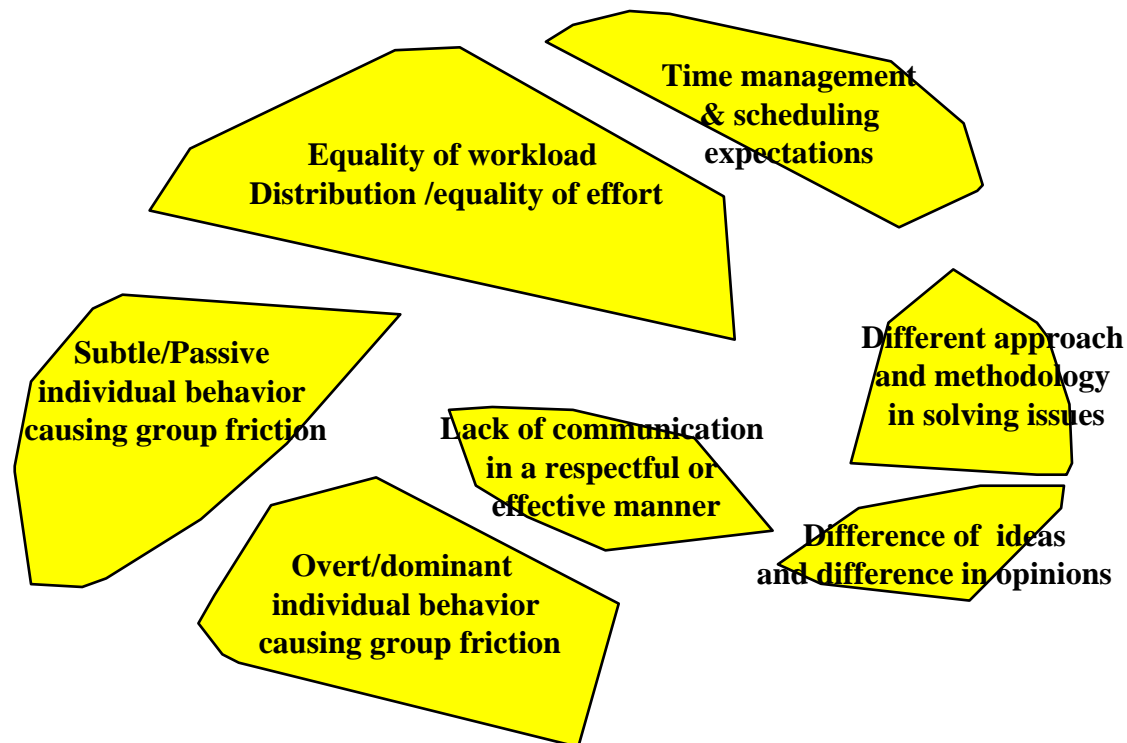 Time management
& scheduling
expectations
Equality of workload
Distribution /equality of effort
Different approach
and methodology
in solving issues
Subtle/Passive
individual behavior
causing group friction
Lack of communication
in a respectful or
effective manner
Difference of  ideas
and difference in opinions
Overt/dominant
individual behavior
causing group friction